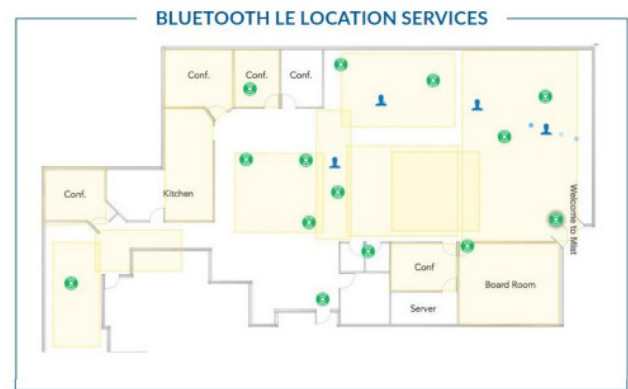 BLUETOOTH LE LOCATION SERVICES
Conf.
Conf.
Conf.
Conf.
Kitchen
Welcome to Mist
Conf
Board Room
Server